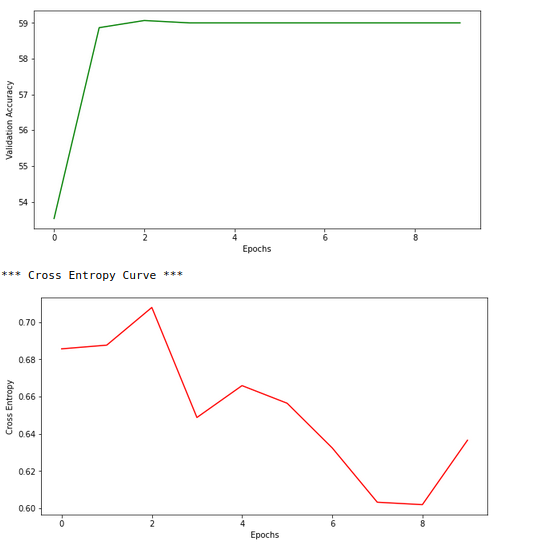 59
58
57
56
55
54
Validation Accuracy
0 2 4 6 8
Epochs
*** Cross Entropy Curve ***
0.70
0.68
0.66
0.64
0.62
0.60
Cross Entropy
0 2 4 6 8
Epochs